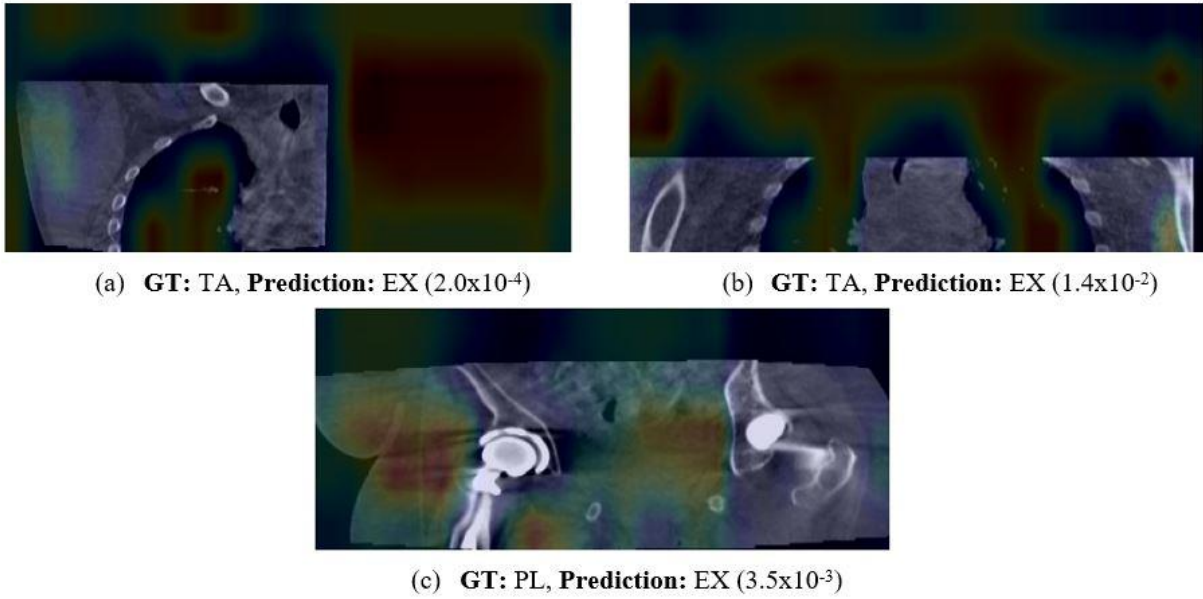 (a) GT: TA, Prediction: EX (2.0x10⁻⁴)
(b) GT: TA, Prediction: EX (1.4x10⁻²)
(c) GT: PL, Prediction: EX (3.5x10⁻³)